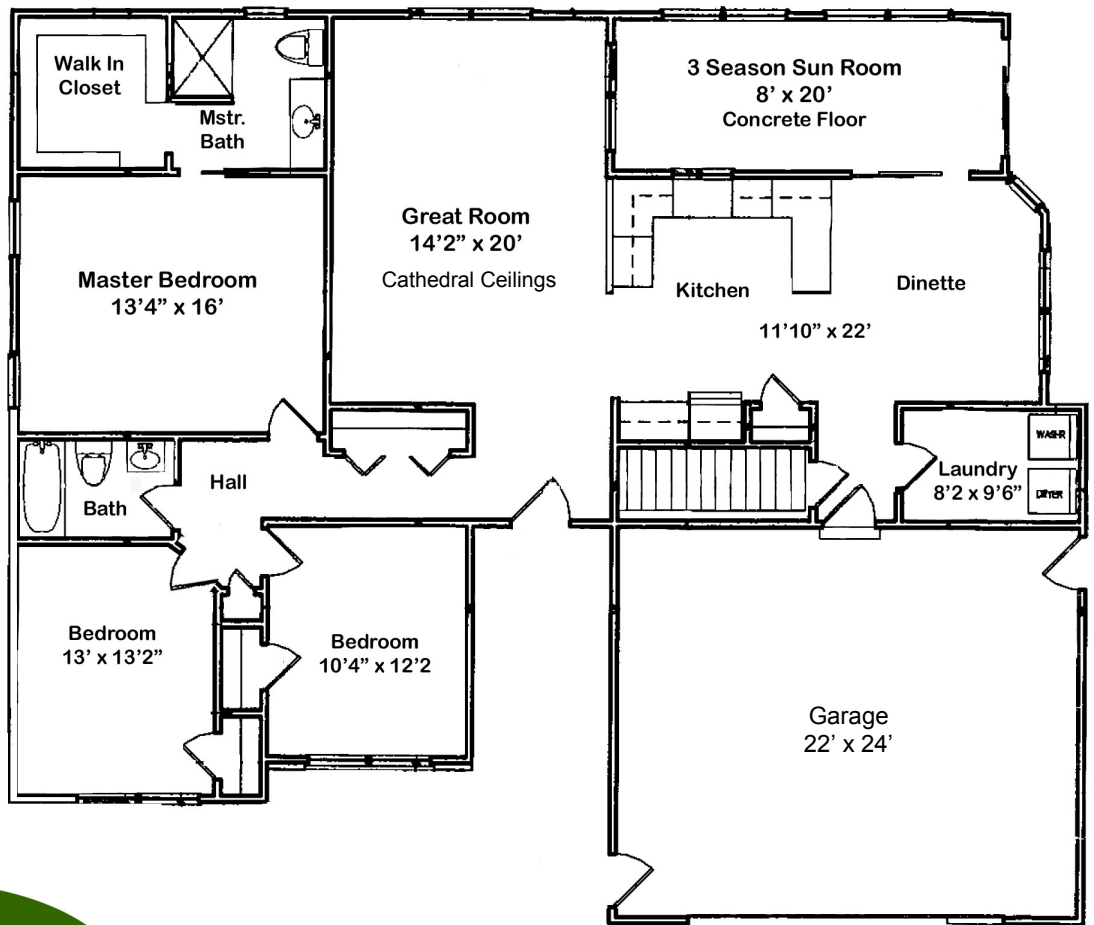 Walk In
Closet
Mstr.
Bath
3 Season Sun Room
8’ x 20’
Concrete Floor
Great Room
14’2” x 20’
Cathedral Ceilings
Master Bedroom
13’4” x 16’
Kitchen
Dinette
11’10” x 22’
WASHR
Laundry
8’2 x 9’6”
DRYER
Hall
Bath
Bedroom
13’ x 13’2”
Bedroom
10’4” x 12’2
Garage
22’ x 24’